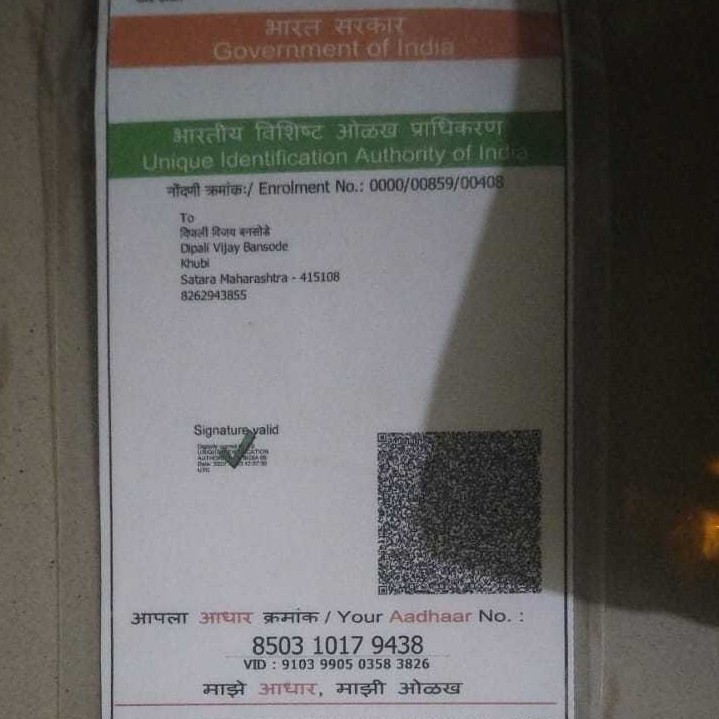 भारत सरकार
Government of India
भारतीय विशिष्ट ओळख प्राधिकरण
Unique Identification Authority of India
नोंदणी क्रमांक:/ Enrolment No.: 0000/00859/00408
To
दिपाली विजय बनसोडे
Dipali Vijay Bansode
Khubi
Satara Maharashtra - 415108
8262943855
Signature valid
आपला आधार क्रमांक / Your Aadhaar No. :
8503 1017 9438
VID : 9103 9905 0358 3826
माझे आधार, माझी ओळख